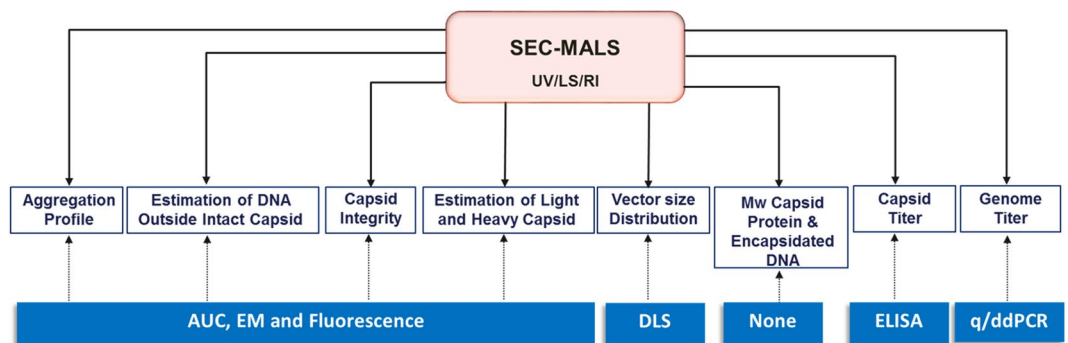 SEC-MALS
UV/LS/RI
Aggregation
Profile
Estimation of DNA
Outside Intact Capsid
Capsid
Integrity
Estimation of Light
and Heavy Capsid
Vector size
Distribution
Mw Capsid
Protein &
Encapsidated
DNA
Capsid
Titer
Genome
Titer
AUC, EM and Fluorescence
DLS
None
ELISA
q/ddPCR